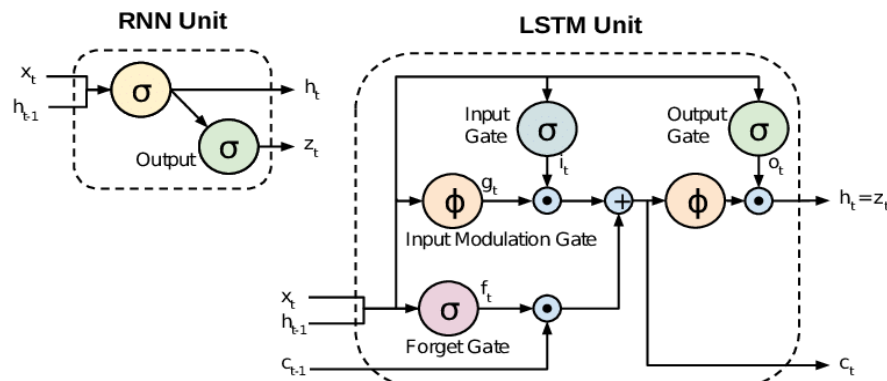 RNN Unit
x_t
h_t-1
σ
h_t
Output
σ
z_t
LSTM Unit
Input
Gate
σ
i_t
Output
Gate
σ
o_t
ϕ
g_t
+
ϕ
h_t = z_t
Input Modulation Gate
x_t
h_t-1
σ
f_t
Forget Gate
c_t-1
c_t